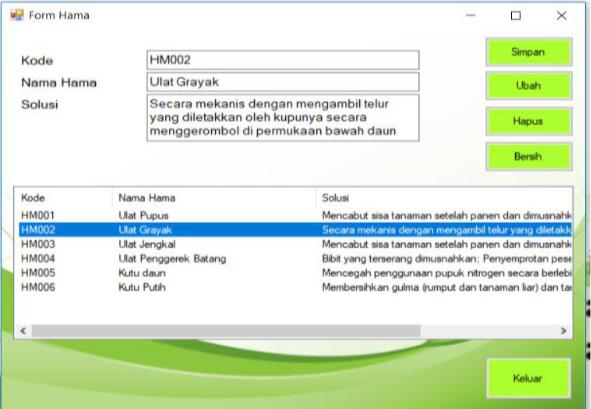 Form Hama
Kode HM002 Simpan
Nama Hama Ulat Grayak Ubah
Solusi Secara mekanis dengan mengambil telur
yang diletakkan oleh kupunya secara
menggerombol di permukaan bawah daun
Hapus
Bersih
Kode Nama Hama Solusi
HM001 Ulat Pupus Mencabut sisa tanaman setelah panen dan dimusnahk
HM002 Ulat Grayak Secara mekanis dengan mengambil telur yang diletakk
HM003 Ulat Jengkal Mencabut sisa tanaman setelah panen dan dimusnahk
HM004 Ulat Penggerek Batang Bibit yang terserang dimusnahkan; Penyemprotan pese
HM005 Kutu daun Mencegah penggunaan pupuk nitrogen secara berlebi
HM006 Kutu Putih Membersihkan gulma (rumput dan tanaman liar) dan tar
Keluar